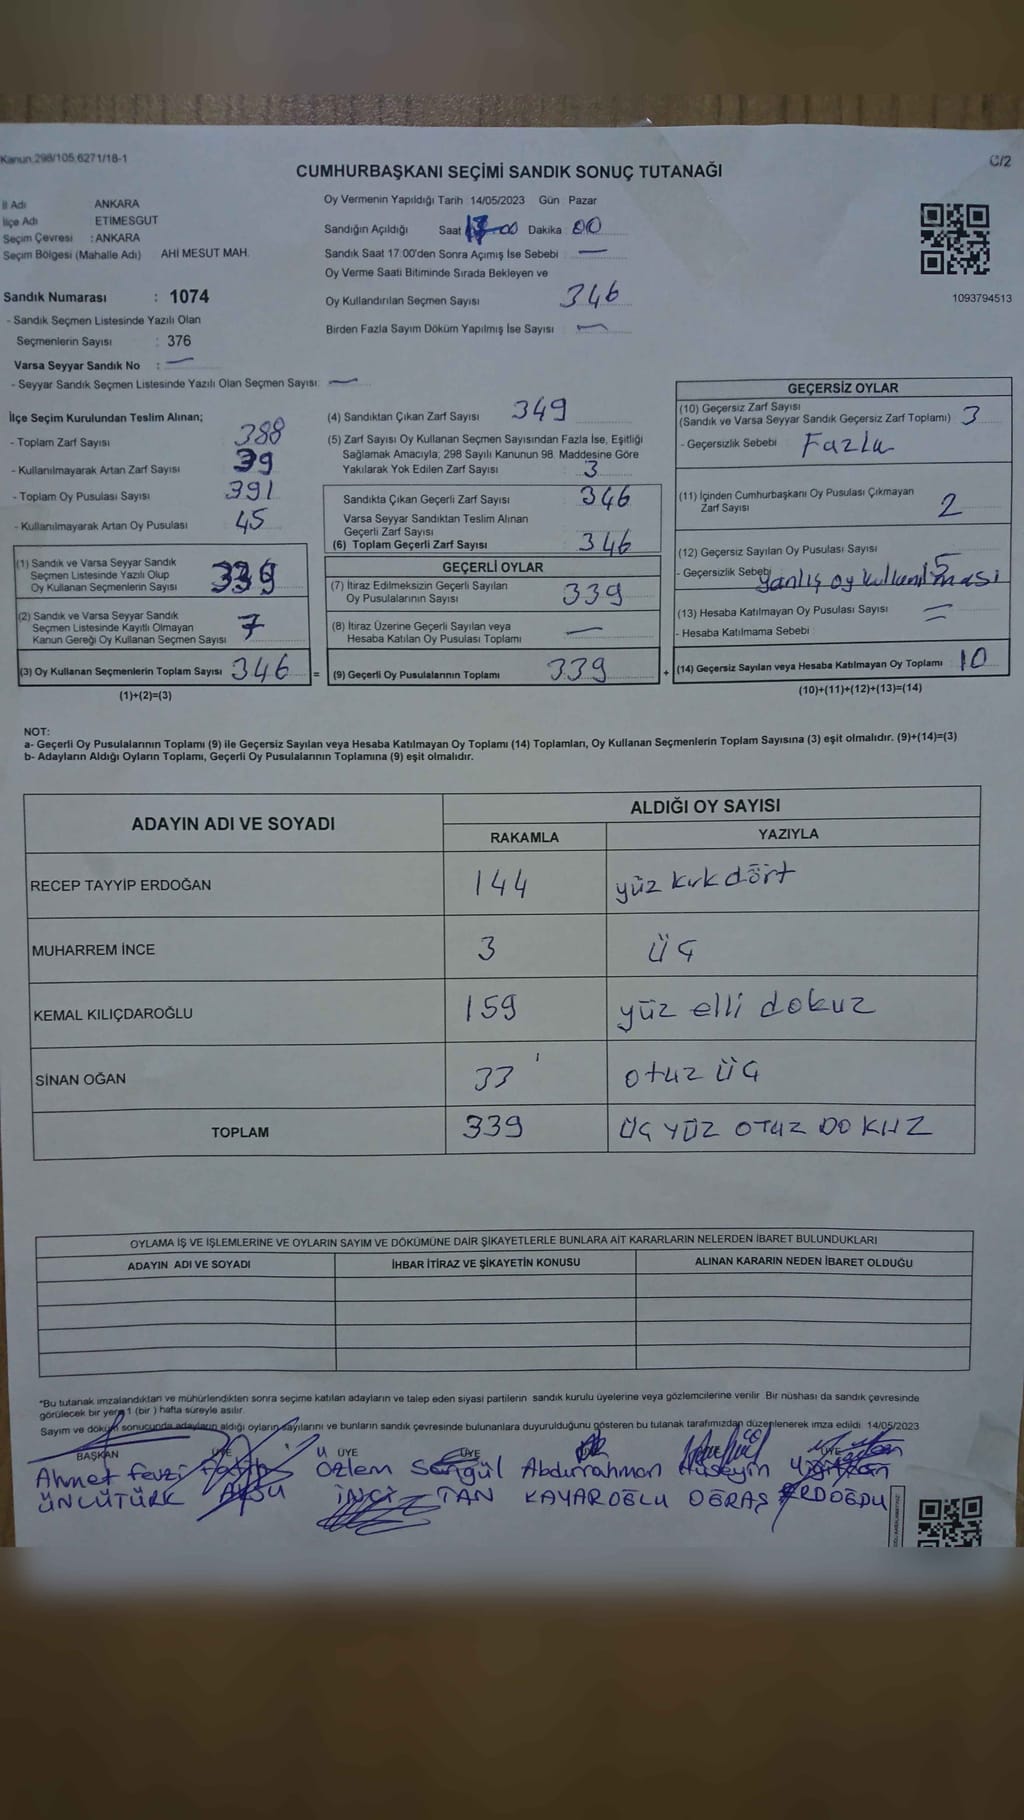 Kanun.298/105,6271/18-1
C/2
CUMHURBAŞKANI SEÇİMİ SANDIK SONUÇ TUTANAĞI
İl Adı ANKARA
İlçe Adı ETİMESGUT
Seçim Çevresi : ANKARA
Seçim Bölgesi (Mahalle Adı) AHİ MESUT MAH.
Sandık Numarası : 1074
- Sandık Seçmen Listesinde Yazılı Olan
Seçmenlerin Sayısı : 376
Varsa Seyyar Sandık No : —
- Seyyar Sandık Seçmen Listesinde Yazılı Olan Seçmen Sayısı: —
Oy Vermenin Yapıldığı Tarih 14/05/2023 Gün Pazar
Sandığın Açıldığı Saat 17:00 Dakika 00
Sandık Saat 17:00'den Sonra Açımış İse Sebebi —
Oy Verme Saati Bitiminde Sırada Bekleyen ve
Oy Kullandırılan Seçmen Sayısı 346
Birden Fazla Sayım Döküm Yapılmış İse Sayısı —
1093794513
İlçe Seçim Kurulundan Teslim Alınan;
- Toplam Zarf Sayısı 388
- Kullanılmayarak Artan Zarf Sayısı 39
- Toplam Oy Pusulası Sayısı 391
- Kullanılmayarak Artan Oy Pusulası 45
(1) Sandık ve Varsa Seyyar Sandık
Seçmen Listesinde Yazılı Olup
Oy Kullanan Seçmenlerin Sayısı 339
(2) Sandık ve Varsa Seyyar Sandık
Seçmen Listesinde Kayıtlı Olmayan
Kanun Gereği Oy Kullanan Seçmen Sayısı 7
(3) Oy Kullanan Seçmenlerin Toplam Sayısı 346 =
(1)+(2)=(3)
(4) Sandıktan Çıkan Zarf Sayısı 349
(5) Zarf Sayısı Oy Kullanan Seçmen Sayısından Fazla İse, Eşitliği
Sağlamak Amacıyla; 298 Sayılı Kanunun 98. Maddesine Göre
Yakılarak Yok Edilen Zarf Sayısı 3
Sandıkta Çıkan Geçerli Zarf Sayısı 346
Varsa Seyyar Sandıktan Teslim Alınan
Geçerli Zarf Sayısı
(6) Toplam Geçerli Zarf Sayısı 346
GEÇERLİ OYLAR
(7) İtiraz Edilmeksizin Geçerli Sayılan
Oy Pusulalarının Sayısı 339
(8) İtiraz Üzerine Geçerli Sayılan veya
Hesaba Katılan Oy Pusulası Toplamı —
(9) Geçerli Oy Pusulalarının Toplamı 339 +
GEÇERSİZ OYLAR
(10) Geçersiz Zarf Sayısı
(Sandık ve Varsa Seyyar Sandık Geçersiz Zarf Toplamı) 3
- Geçersizlik Sebebi Fazla
(11) İçinden Cumhurbaşkanı Oy Pusulası Çıkmayan
Zarf Sayısı 2
(12) Geçersiz Sayılan Oy Pusulası Sayısı 5
- Geçersizlik Sebebi yanlış oy kullanılması
(13) Hesaba Katılmayan Oy Pusulası Sayısı =
- Hesaba Katılmama Sebebi
(14) Geçersiz Sayılan veya Hesaba Katılmayan Oy Toplamı 10
(10)+(11)+(12)+(13)=(14)
NOT:
a- Geçerli Oy Pusulalarının Toplamı (9) ile Geçersiz Sayılan veya Hesaba Katılmayan Oy Toplamı (14) Toplamları, Oy Kullanan Seçmenlerin Toplam Sayısına (3) eşit olmalıdır. (9)+(14)=(3)
b- Adayların Aldığı Oyların Toplamı, Geçerli Oy Pusulalarının Toplamına (9) eşit olmalıdır.
ADAYIN ADI VE SOYADI
ALDIĞI OY SAYISI
RAKAMLA YAZIYLA
RECEP TAYYİP ERDOĞAN 144 yüz kırk dört
MUHARREM İNCE 3 üç
KEMAL KILIÇDAROĞLU 159 yüz elli dokuz
SİNAN OĞAN 33 otuz üç
TOPLAM 339 ÜÇ YÜZ OTUZ DOKUZ
OYLAMA İŞ VE İŞLEMLERİNE VE OYLARIN SAYIM VE DÖKÜMÜNE DAİR ŞİKAYETLERLE BUNLARA AİT KARARLARIN NELERDEN İBARET BULUNDUKLARI
ADAYIN ADI VE SOYADI İHBAR İTİRAZ VE ŞİKAYETİN KONUSU ALINAN KARARIN NEDEN İBARET OLDUĞU
*Bu tutanak imzalandıktan ve mühürlendikten sonra seçime katılan adayların ve talep eden siyasi partilerin sandık kurulu üyelerine veya gözlemcilerine verilir. Bir nüshası da sandık çevresinde
görülecek bir yere 1 (bir) hafta süreyle asılır.
Sayım ve döküm sonucunda adayların aldığı oyların sayılarını ve bunların sandık çevresinde bulunanlara duyurulduğunu gösteren bu tutanak tarafımızdan düzenlenerek imza edildi. 14/05/2023
BAŞKAN ÜYE ÜYE ÜYE ÜYE
Ahmet Fevzi Özlem Sarıgül Abdurrahman Hüseyin Yiğitcan
ÜNLÜTÜRK İNCİ TAN KAYAROĞLU OĞRAŞ ERDOĞDU